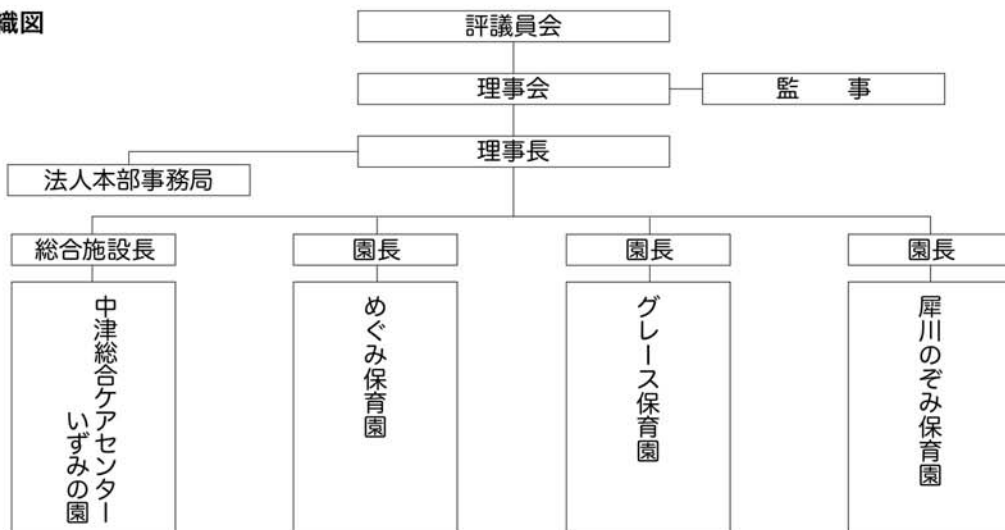 織図
評議員会
理事会
監　事
理事長
法人本部事務局
総合施設長
園長
園長
園長
中津総合ケアセンター
いずみの園
めぐみ保育園
グレース保育園
犀川のぞみ保育園